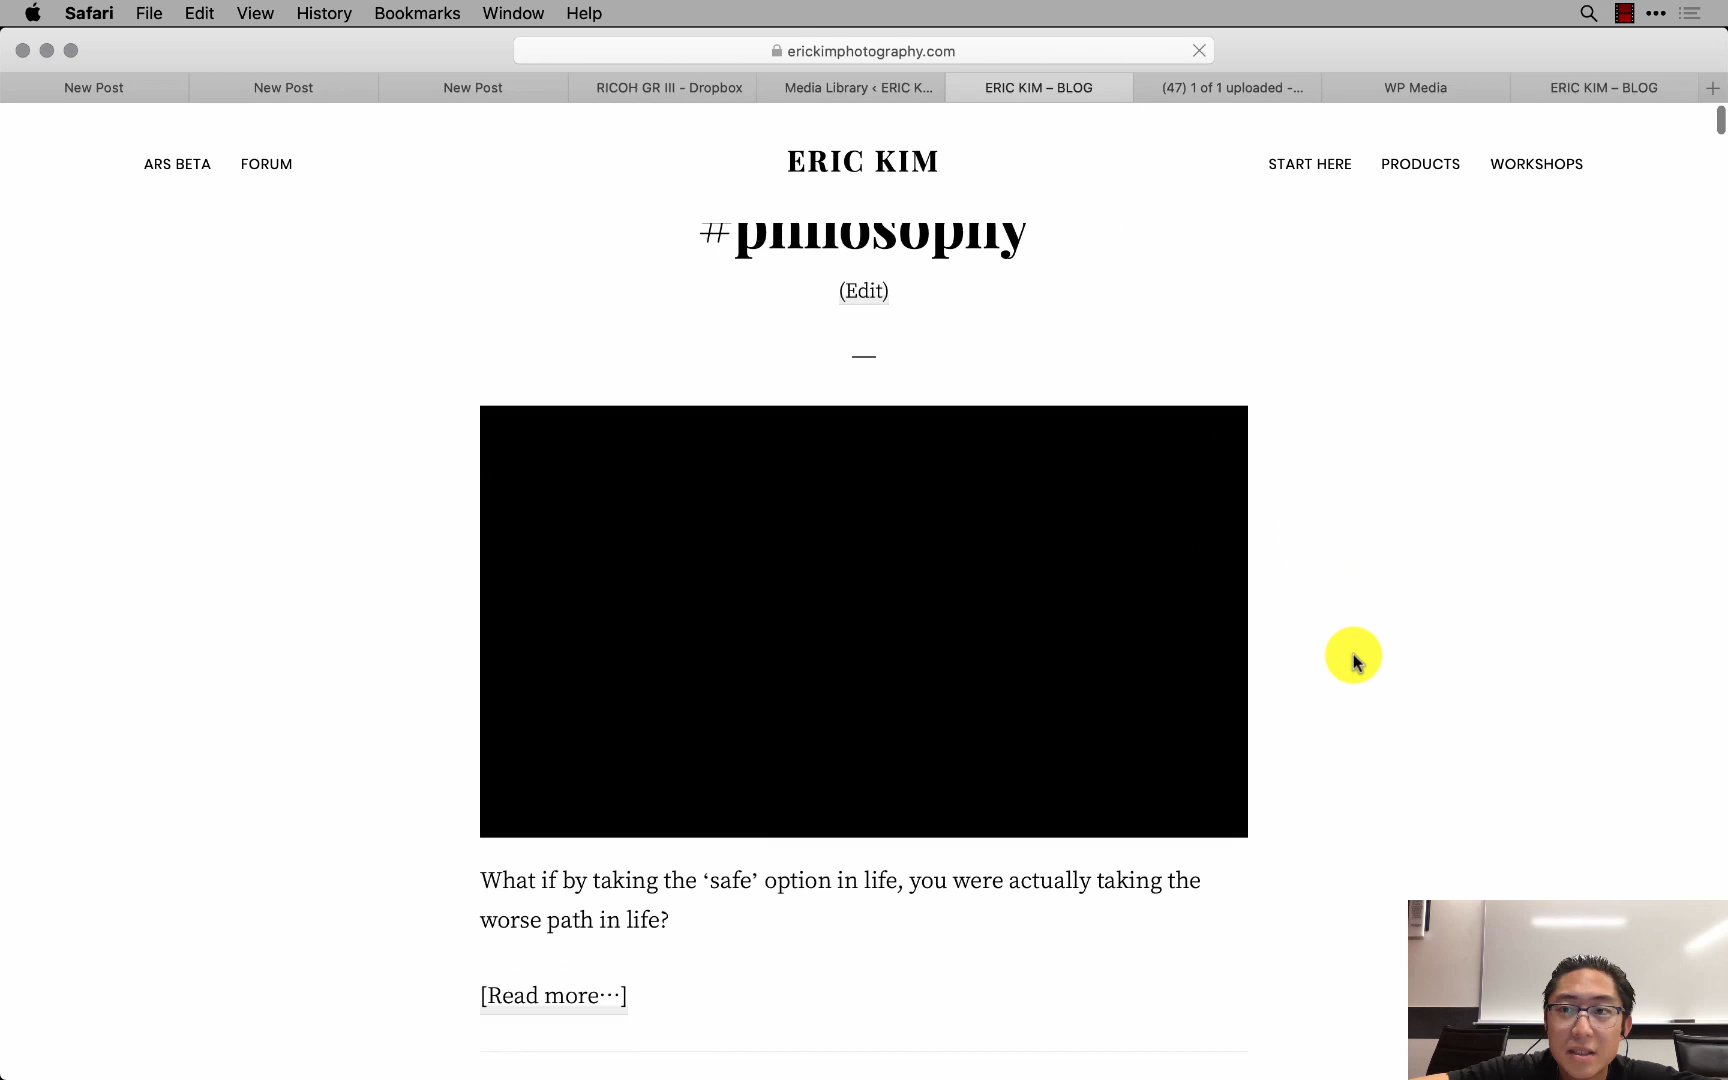 Safari File Edit View History Bookmarks Window Help
erickimphotography.com
New Post New Post New Post RICOH GR III - Dropbox Media Library ‹ ERIC K... ERIC KIM – BLOG (47) 1 of 1 uploaded -... WP Media ERIC KIM – BLOG
ARS BETA FORUM ERIC KIM START HERE PRODUCTS WORKSHOPS
#philosophy
(Edit)
What if by taking the ‘safe’ option in life, you were actually taking the
worse path in life?
[Read more…]